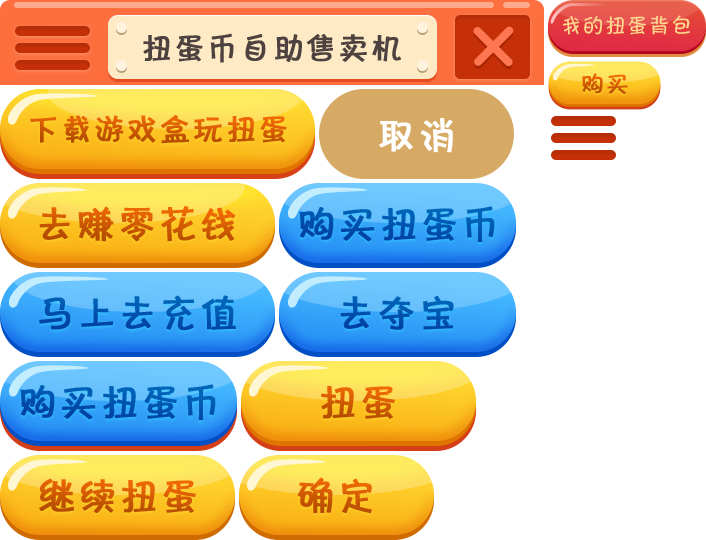 扭蛋币自助售卖机
我的扭蛋背包
购买
下载游戏盒玩扭蛋
取消
去赚零花钱
购买扭蛋币
马上去充值
去夺宝
购买扭蛋币
扭蛋
继续扭蛋
确定